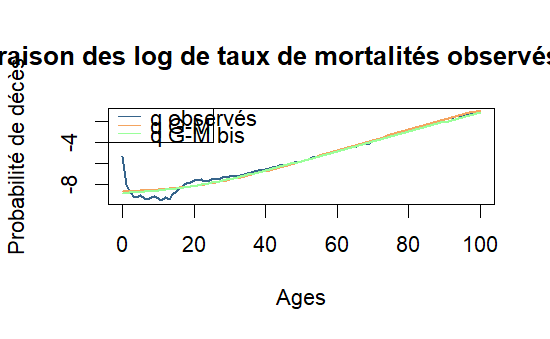 raison des log de taux de mortalités observés
Probabilité de décès
-4
-8
q observés
q G-M
q G-M bis
0
20
40
60
80
100
Ages